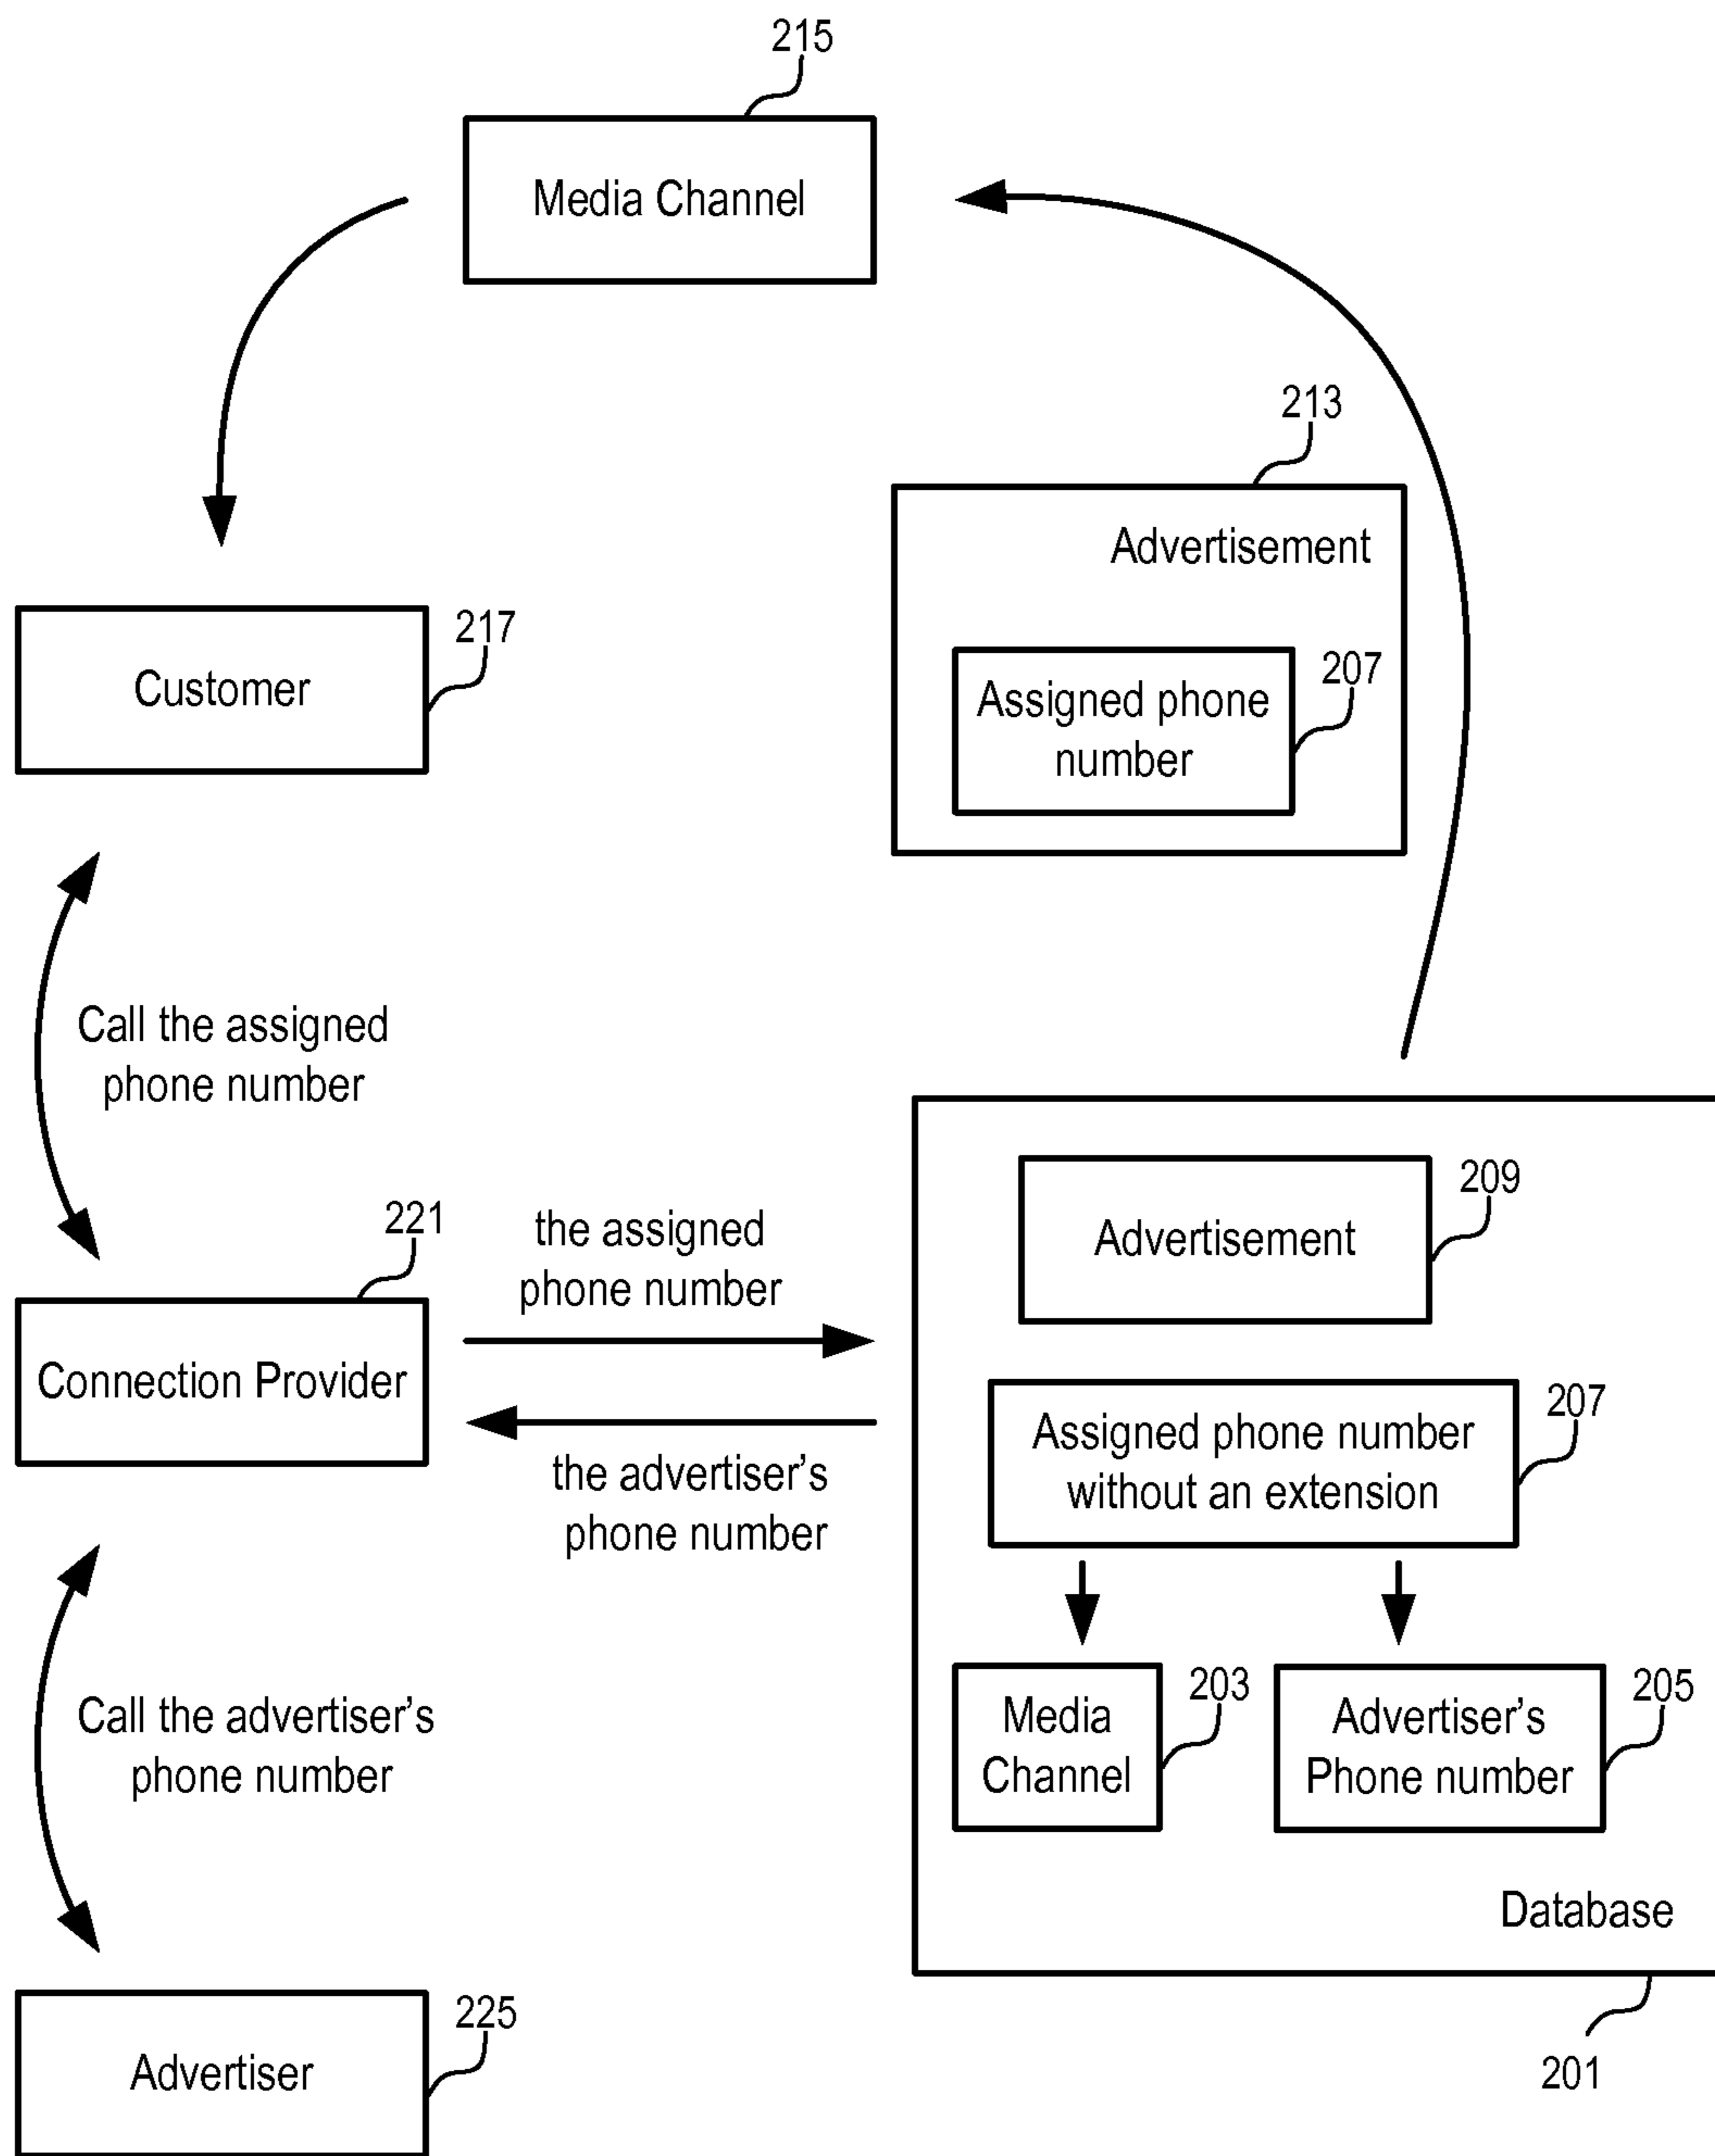 215
Media Channel
213
Advertisement
217
Customer
207
Assigned phone
number
Call the assigned
phone number
209
Advertisement
221
the assigned
phone number
Connection Provider
207
Assigned phone number
without an extension
the advertiser's
phone number
203
Media
Channel
205
Advertiser's
Phone number
Call the advertiser's
phone number
Database
225
Advertiser
201